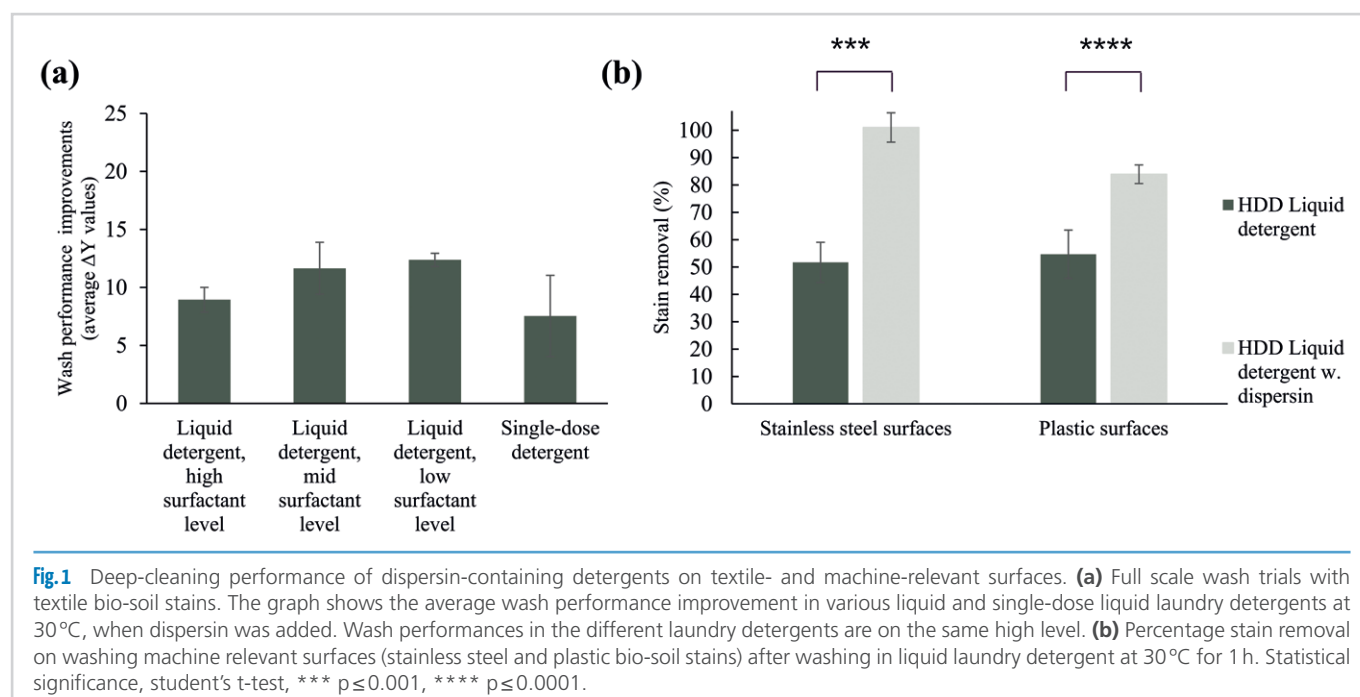 (a)
Wash performance improvements
(average ΔY values)
25
20
15
10
5
0
Liquid
detergent,
high
surfactant
level
Liquid
detergent,
mid
surfactant
level
Liquid
detergent,
low
surfactant
level
Single-dose
detergent
(b)
***
****
Stain removal (%)
100
90
80
70
60
50
40
30
20
10
0
Stainless steel surfaces
Plastic surfaces
HDD Liquid
detergent
HDD Liquid
detergent w.
dispersin
Fig.1 Deep-cleaning performance of dispersin-containing detergents on textile- and machine-relevant surfaces. (a) Full scale wash trials with
textile bio-soil stains. The graph shows the average wash performance improvement in various liquid and single-dose liquid laundry detergents at
30°C, when dispersin was added. Wash performances in the different laundry detergents are on the same high level. (b) Percentage stain removal
on washing machine relevant surfaces (stainless steel and plastic bio-soil stains) after washing in liquid laundry detergent at 30°C for 1h. Statistical
significance, student's t-test, *** p≤0.001, **** p≤0.0001.